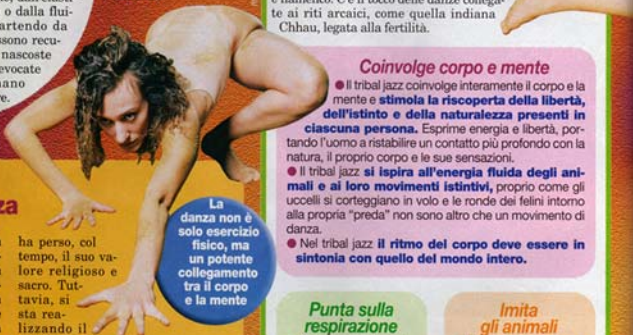 o dalla flui-
artendo da
ssono recu-
nascoste
evocate
nano
re.
te ai riti arcaici, come quella indiana
Chhau, legata alla fertilità.
Coinvolge corpo e mente
● Il tribal jazz coinvolge interamente il corpo e la
mente e stimola la riscoperta della libertà,
dell'istinto e della naturalezza presenti in
ciascuna persona. Esprime energia e libertà, por-
tando l'uomo a ristabilire un contatto più profondo con la
natura, il proprio corpo e le sue sensazioni.
● Il tribal jazz si ispira all'energia fluida degli ani-
mali e ai loro movimenti istintivi, proprio come gli
uccelli si corteggiano in volo e le ronde dei felini intorno
alla propria "preda" non sono altro che un movimento di
danza.
● Nel tribal jazz il ritmo del corpo deve essere in
sintonia con quello del mondo intero.
La
danza non è
solo esercizio
fisico, ma
un potente
collegamento
tra il corpo
e la mente
za
ha perso, col
tempo, il suo va-
lore religioso e
sacro. Tut-
tavia, si
sta rea-
lizzando il
Punta sulla
respirazione
Imita
gli animali